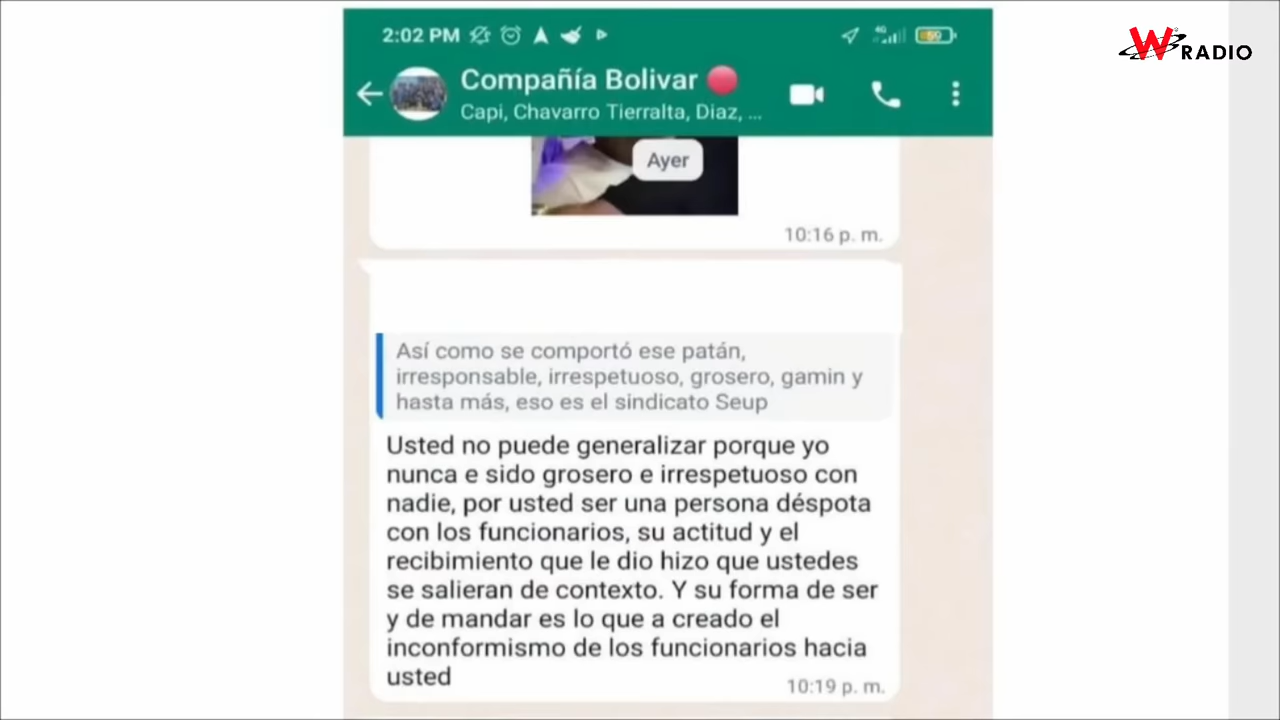 2:02 PM
4G
59
W RADIO
Compañía Bolivar
Capi, Chavarro Tierralta, Diaz, ...
Ayer
10:16 p. m.
Así como se comportó ese patán,
irresponsable, irrespetuoso, grosero, gamin y
hasta más, eso es el sindicato Seup
Usted no puede generalizar porque yo
nunca e sido grosero e irrespetuoso con
nadie, por usted ser una persona déspota
con los funcionarios, su actitud y el
recibimiento que le dio hizo que ustedes
se salieran de contexto. Y su forma de ser
y de mandar es lo que a creado el
inconformismo de los funcionarios hacia
usted
10:19 p. m.